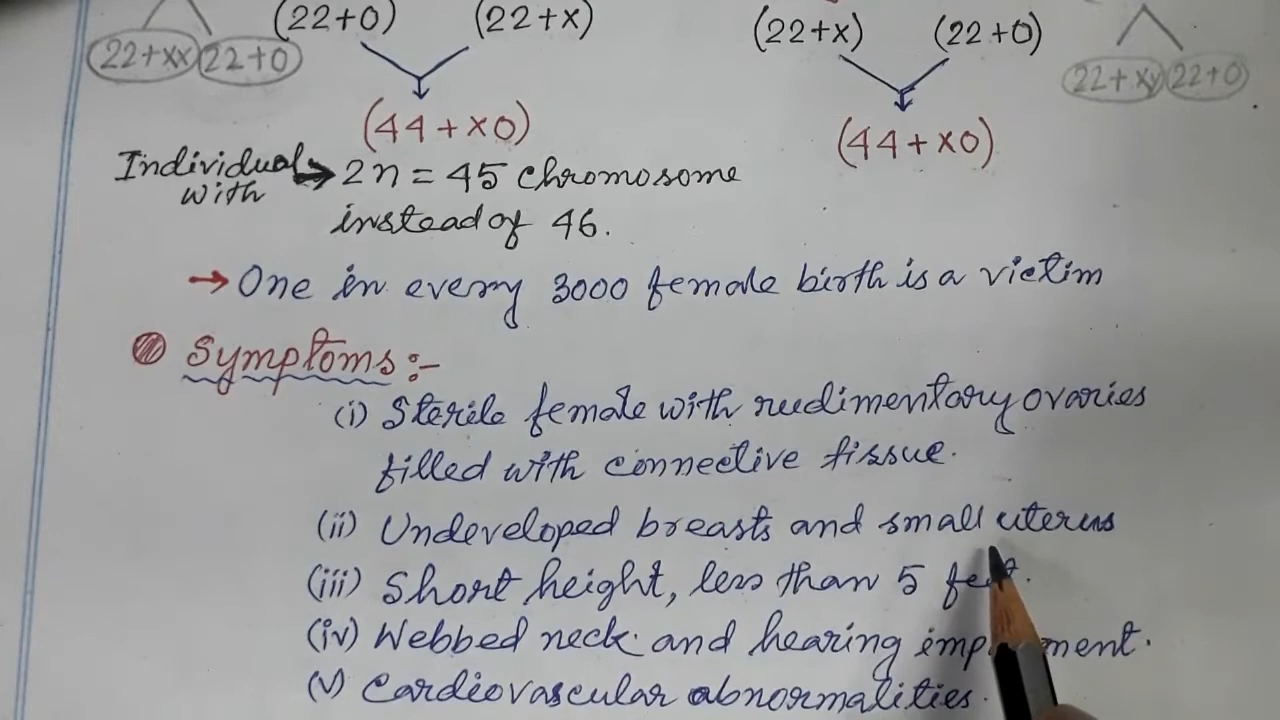 (22+0) (22+x) (22+x) (22+0)
22+xx 22+0 22+xy 22+0
(44+XO) (44+XO)
Individual → 2n = 45 chromosome
with
instead of 46.
→ One in every 3000 female birth is a victim
Symptoms:-
(i) Sterile female with rudimentary ovaries
filled with connective tissue.
(ii) Undeveloped breasts and small uterus
(iii) Short height, less than 5 feet.
(iv) Webbed neck and hearing imp ment.
(v) Cardiovascular abnormalities.